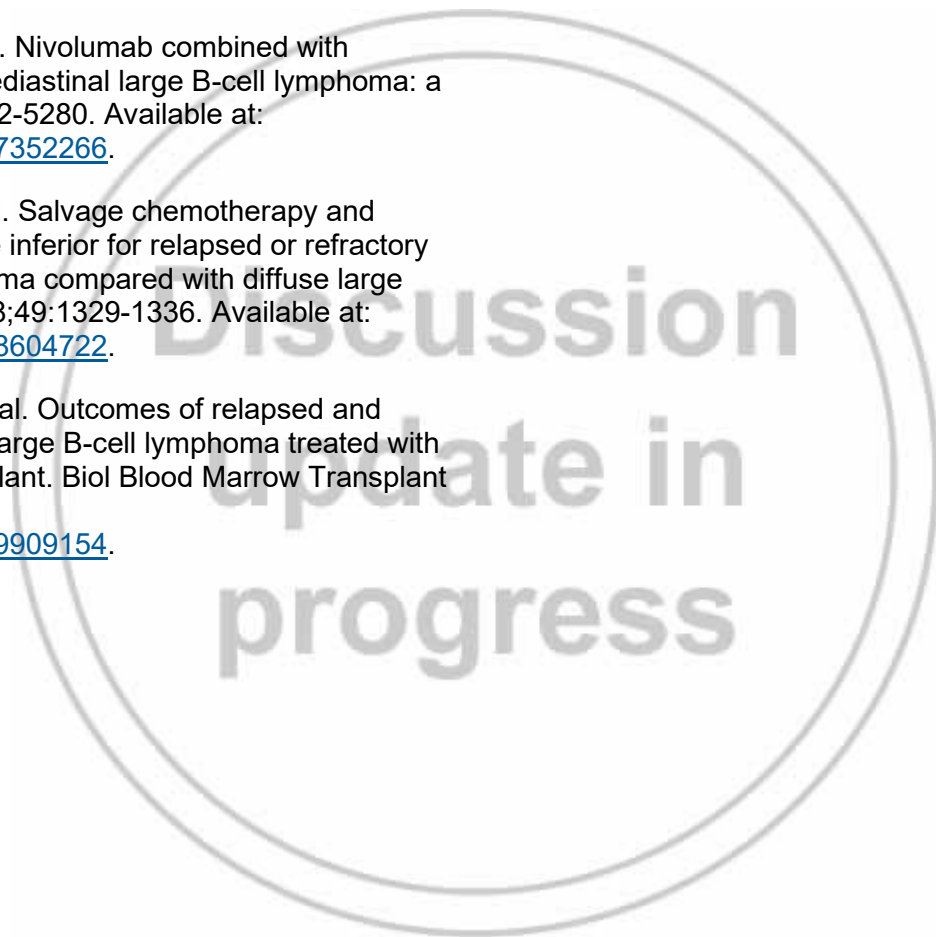 . Nivolumab combined with
ediastinal large B-cell lymphoma: a
2-5280. Available at:
7352266.
. Salvage chemotherapy and
e inferior for relapsed or refractory
ma compared with diffuse large
3;49:1329-1336. Available at:
3604722.
al. Outcomes of relapsed and
arge B-cell lymphoma treated with
lant. Biol Blood Marrow Transplant
9909154.
Discussion
update in
progress